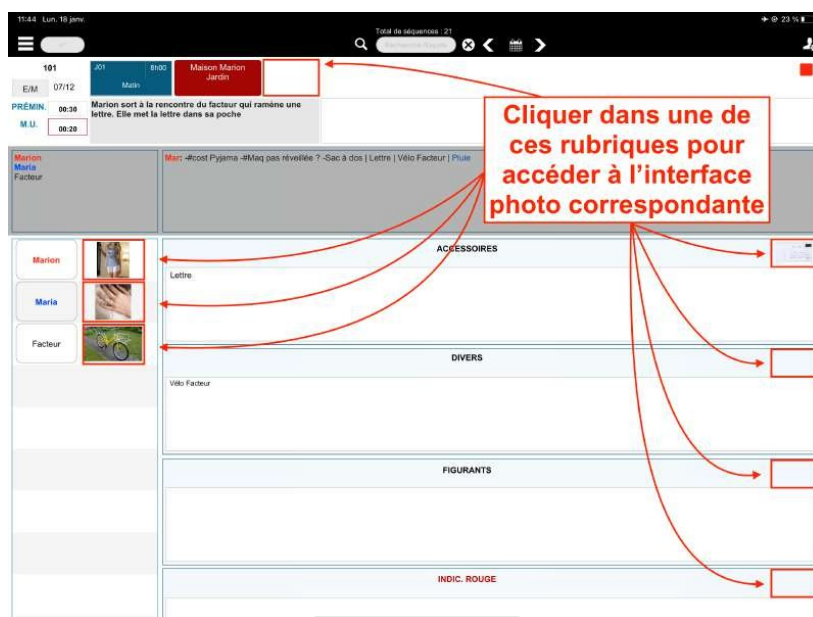 11:44 Lun. 18 janv.
23 %
Total de séquences : 21
101
J01 8h00
Maison Marion
Jardin
E/M 07/12
Matin
PRÉMIN. 00:30
M.U. 00:20
Marion sort à la rencontre du facteur qui ramène une
lettre. Elle met la lettre dans sa poche
Cliquer dans une de
ces rubriques pour
accéder à l'interface
photo correspondante
Marion
Maria
Facteur
Mar: -#cost Pyjama -#Maq pas réveillée ? -Sac à dos | Lettre | Vélo Facteur | Pluie
Marion
Maria
Facteur
ACCESSOIRES
Lettre
DIVERS
Vélo Facteur
FIGURANTS
INDIC. ROUGE